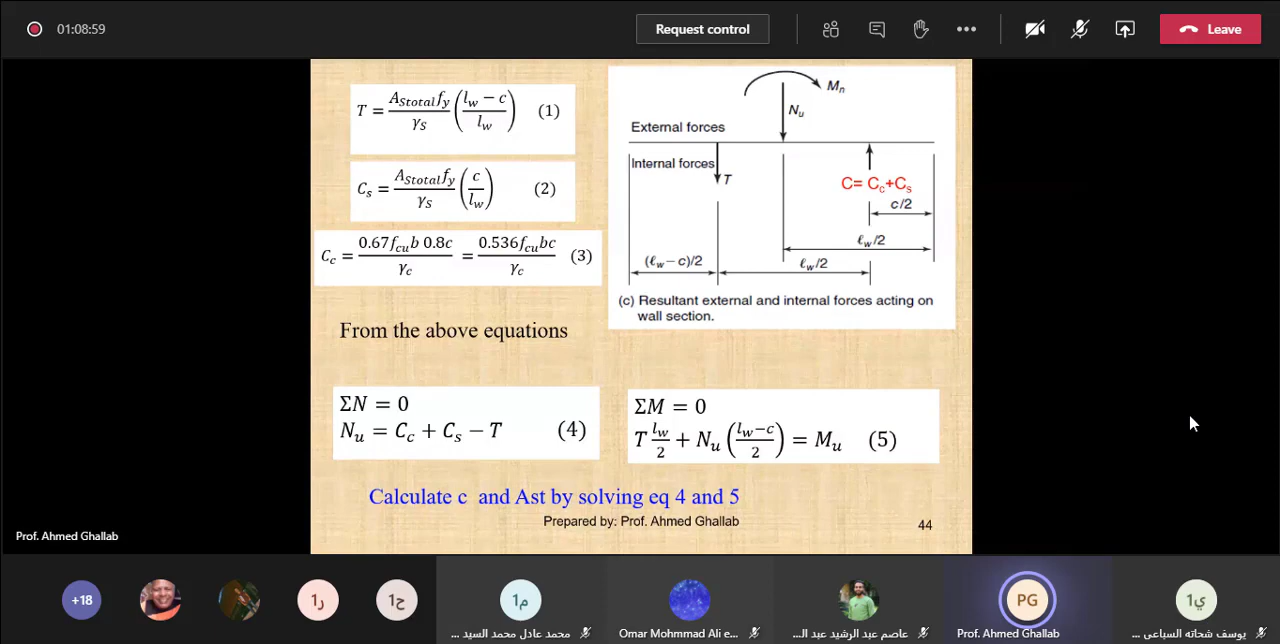 01:08:59
Request control
Leave
T = A_Stotal f_y / γ_S ( l_w − c / l_w ) (1)
C_s = A_Stotal f_y / γ_S ( c / l_w ) (2)
C_c = 0.67 f_cu b 0.8c / γ_c = 0.536 f_cu b c / γ_c (3)
M_n
N_u
External forces
Internal forces
T
C= C_c+C_s
c/2
ℓ_w/2
(ℓ_w − c)/2
ℓ_w/2
(c) Resultant external and internal forces acting on
wall section.
From the above equations
ΣN = 0
N_u = C_c + C_s − T (4)
ΣM = 0
T l_w/2 + N_u ( l_w−c / 2 ) = M_u (5)
Calculate c and Ast by solving eq 4 and 5
Prepared by: Prof. Ahmed Ghallab
44
Prof. Ahmed Ghallab
+18
ر1
ح1
م1
محمد عادل محمد السيد ...
Omar Mohmmad Ali e...
عاصم عبد الرشيد عبد ال...
PG
Prof. Ahmed Ghallab
ي1
يوسف شحاته السباعى ...